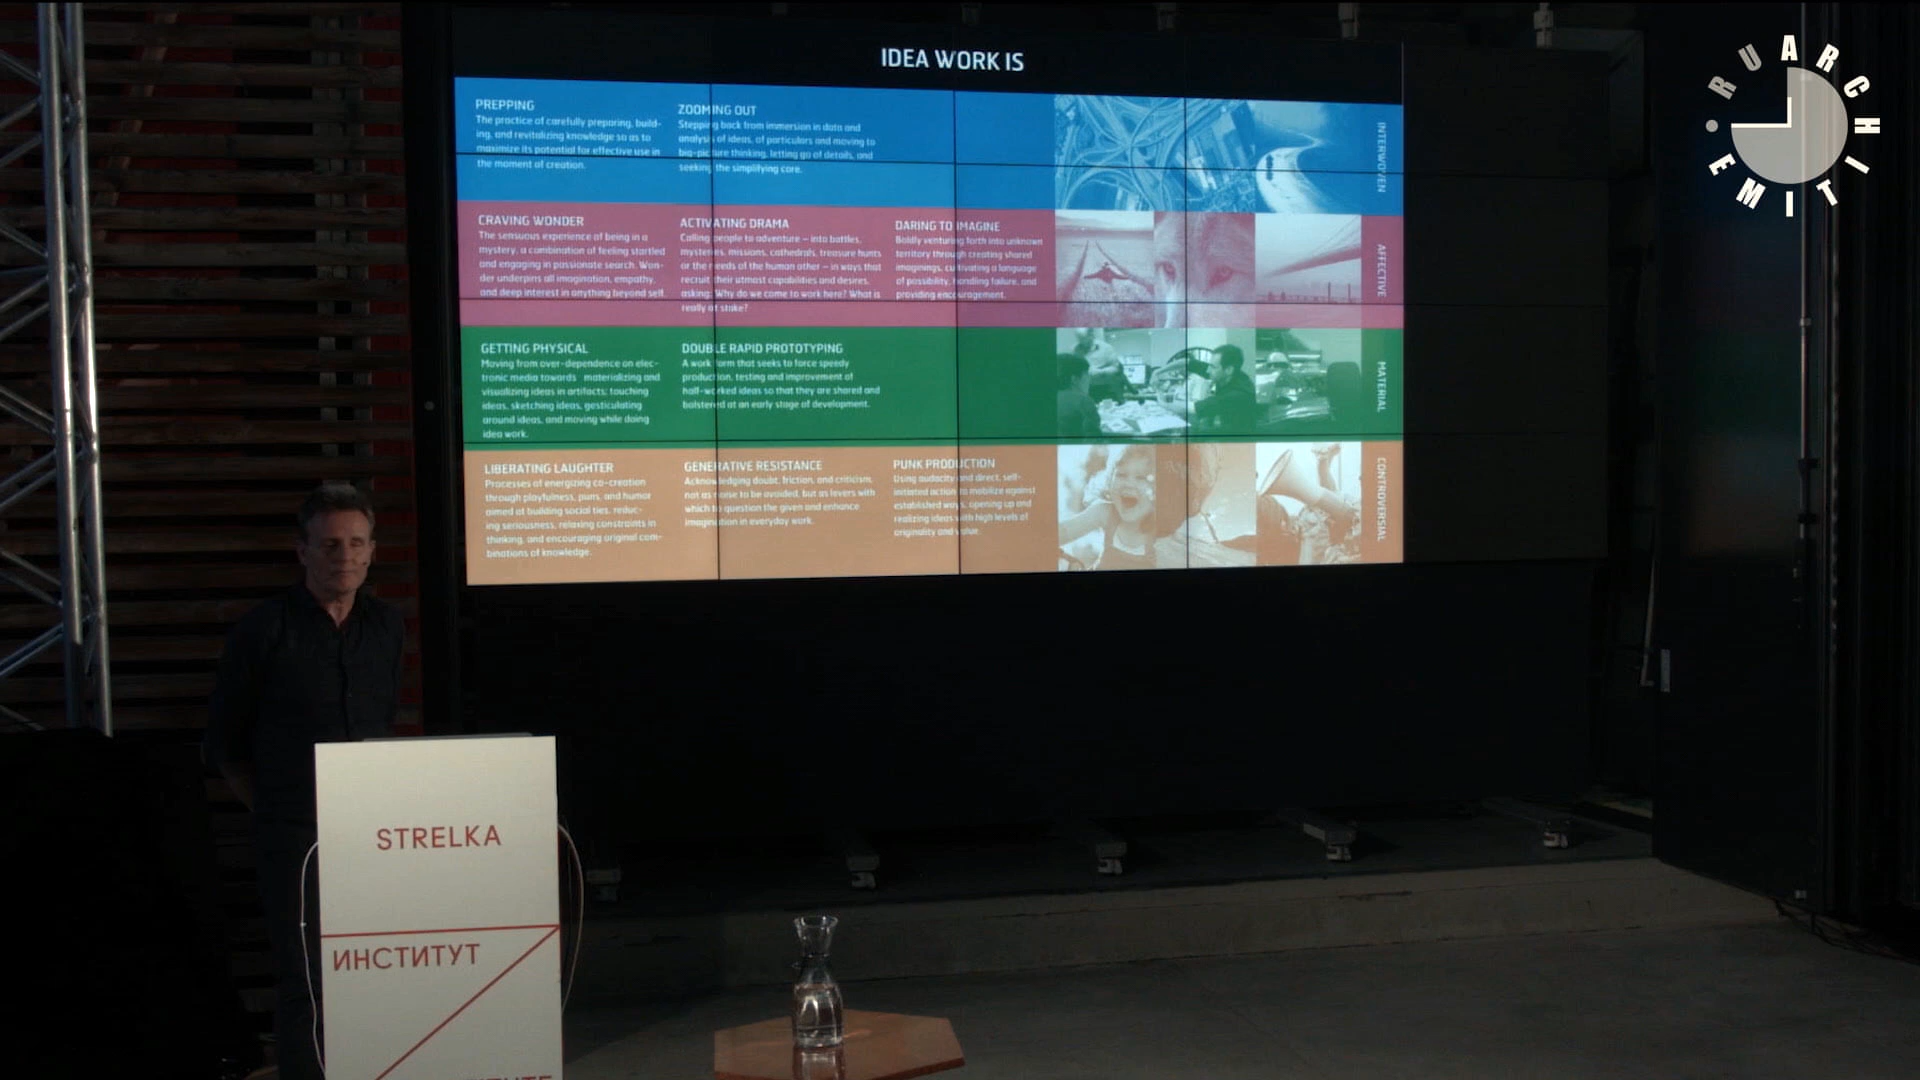 IDEA WORK IS
PREPPING
The practice of carefully preparing, build-
ing, and revitalizing knowledge so as to
maximize its potential for effective use in
the moment of creation.
ZOOMING OUT
Stepping back from immersion in data and
analysis of ideas, of particulars and moving to
big-picture thinking, letting go of details, and
seeking the simplifying core.
INTERWOVEN
CRAVING WONDER
The sensuous experience of being in a
mystery, a combination of feeling startled
and engaging in passionate search. Won-
der underpins all imagination, empathy,
and deep interest in anything beyond self.
ACTIVATING DRAMA
Calling people to adventure – into battles,
mysteries, missions, cathedrals, treasure hunts
or the needs of the human other – in ways that
recruit their utmost capabilities and desires,
asking: Why do we come to work here? What is
really at stake?
DARING TO IMAGINE
Boldly venturing forth into unknown
territory through creating shared
imaginings, cultivating a language
of possibility, handling failure, and
providing encouragement.
AFFECTIVE
GETTING PHYSICAL
Moving from over-dependence on elec-
tronic media towards materializing and
visualizing ideas in artifacts; touching
ideas, sketching ideas, gesticulating
around ideas, and moving while doing
idea work.
DOUBLE RAPID PROTOTYPING
A work form that seeks to force speedy
production, testing and improvement of
half-worked ideas so that they are shared and
bolstered at an early stage of development.
MATERIAL
LIBERATING LAUGHTER
Processes of energizing co-creation
through playfulness, puns, and humor
aimed at building social ties, reduc-
ing seriousness, relaxing constraints in
thinking, and encouraging original com-
binations of knowledge.
GENERATIVE RESISTANCE
Acknowledging doubt, friction, and criticism,
not as noise to be avoided, but as levers with
which to question the given and enhance
imagination in everyday work.
PUNK PRODUCTION
Using audacity and direct, self-
initiated action to mobilize against
established ways, opening up and
realizing ideas with high levels of
originality and value.
CONTROVERSIAL
ARCHITIME.RU
STRELKA
ИНСТИТУТ